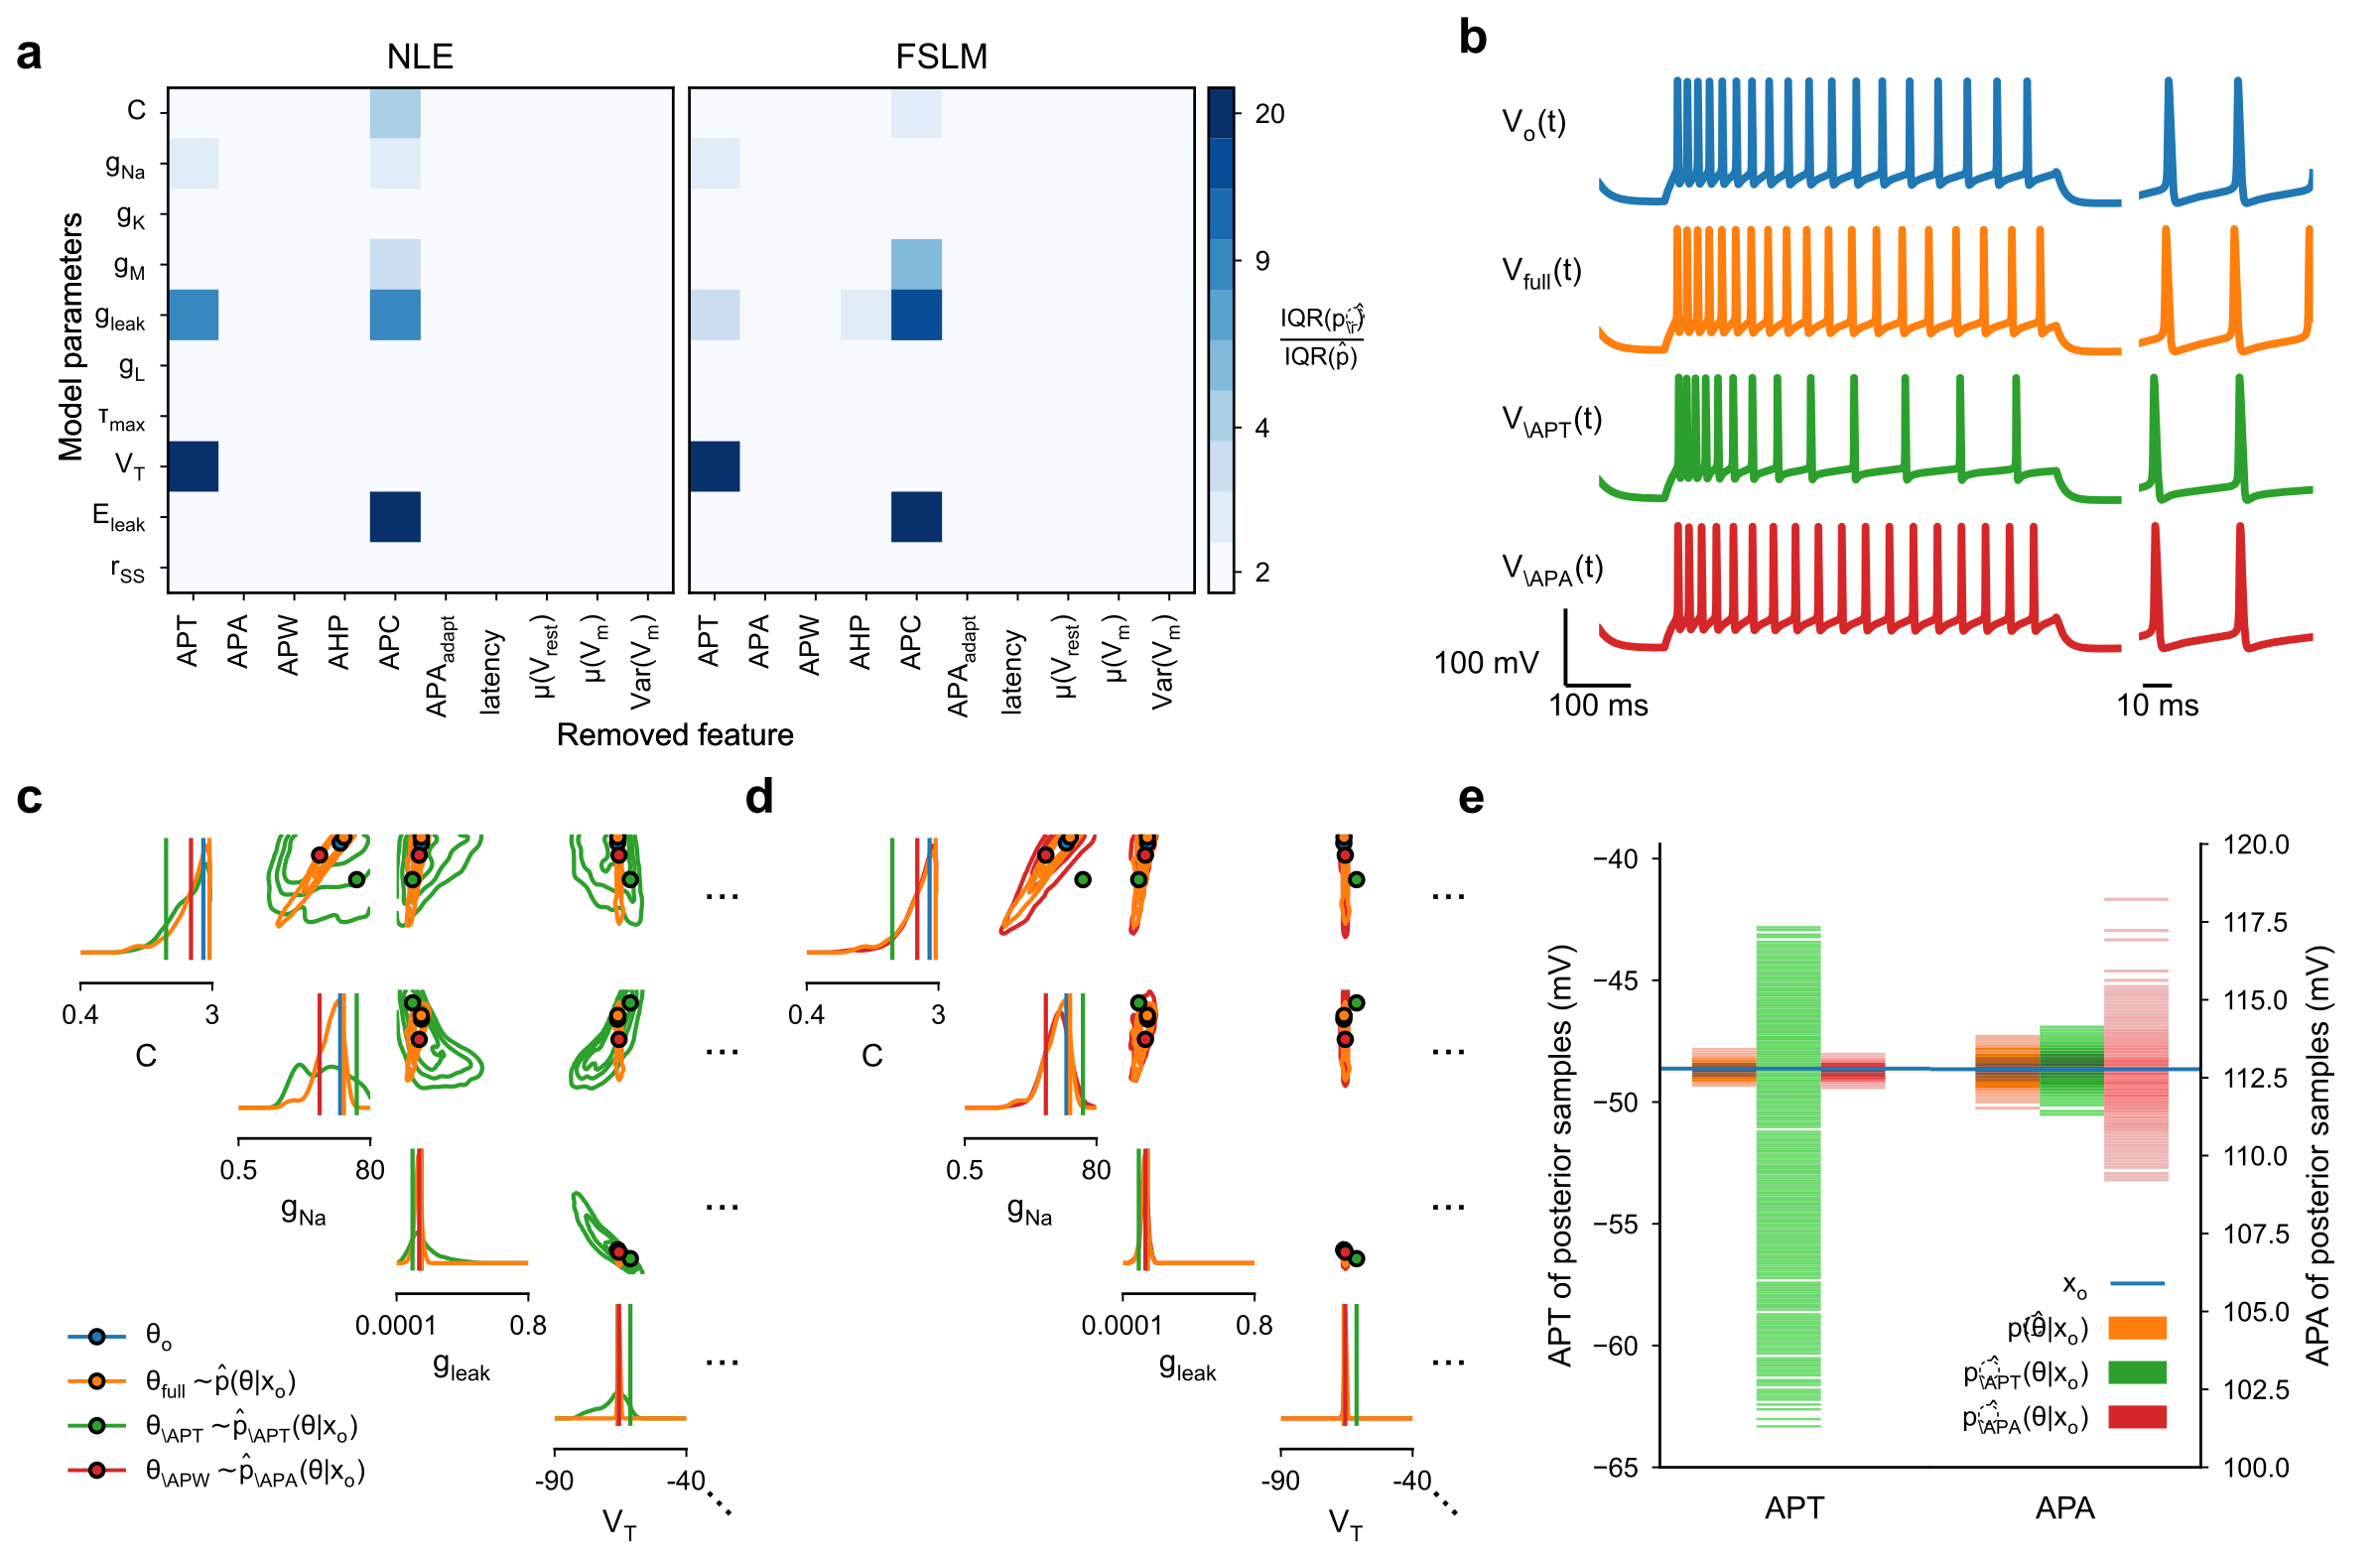 a
NLE
FSLM
Model parameters
C
gNa
gK
gM
gleak
gL
τmax
VT
Eleak
rSS
APT
APA
APW
AHP
APC
APAadapt
latency
μ(Vrest)
μ(Vm)
Var(Vm)
APT
APA
APW
AHP
APC
APAadapt
latency
μ(Vrest)
μ(Vm)
Var(Vm)
Removed feature
20
9
4
2
IQR(p̂\r)
IQR(p̂)
b
Vo(t)
Vfull(t)
V\APT(t)
V\APA(t)
100 mV
100 ms
10 ms
c
0.4
3
C
...
0.5
80
gNa
...
0.0001
0.8
gleak
...
-90
-40
VT
...
...
θo
θfull ~p̂(θ|xo)
θ\APT ~p̂\APT(θ|xo)
θ\APW ~p̂\APA(θ|xo)
d
0.4
3
C
...
0.5
80
gNa
...
0.0001
0.8
gleak
...
-90
-40
VT
...
...
e
APT of posterior samples (mV)
−40
−45
−50
−55
−60
−65
120.0
117.5
115.0
112.5
110.0
107.5
105.0
102.5
100.0
APA of posterior samples (mV)
xo
p̂(θ|xo)
p̂\APT(θ|xo)
p̂\APA(θ|xo)
APT
APA